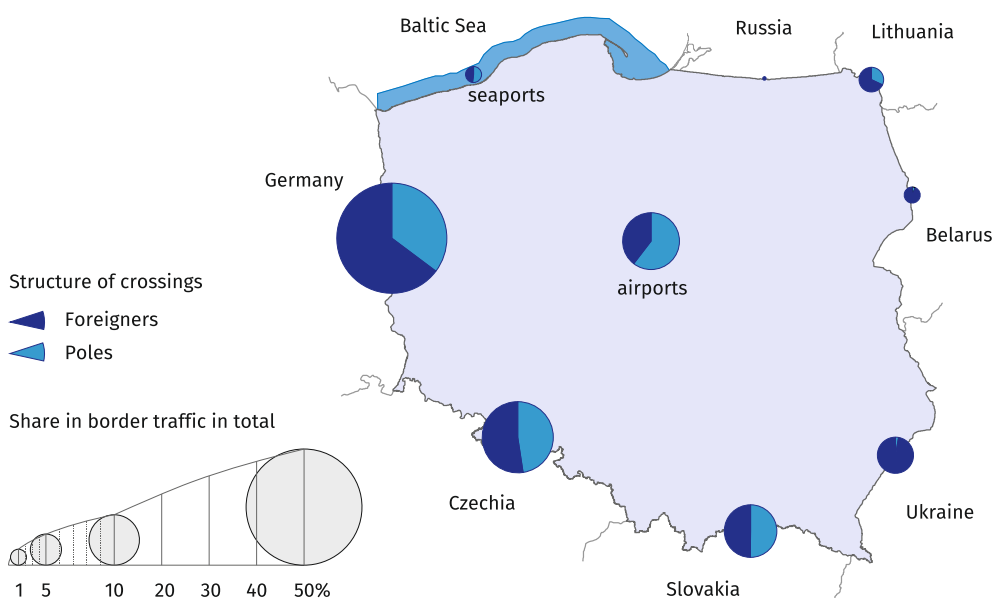 Baltic Sea
Russia
Lithuania
seaports
Germany
Belarus
airports
Structure of crossings
Foreigners
Poles
Share in border traffic in total
Czechia
Ukraine
Slovakia
1 5 10 20 30 40 50%